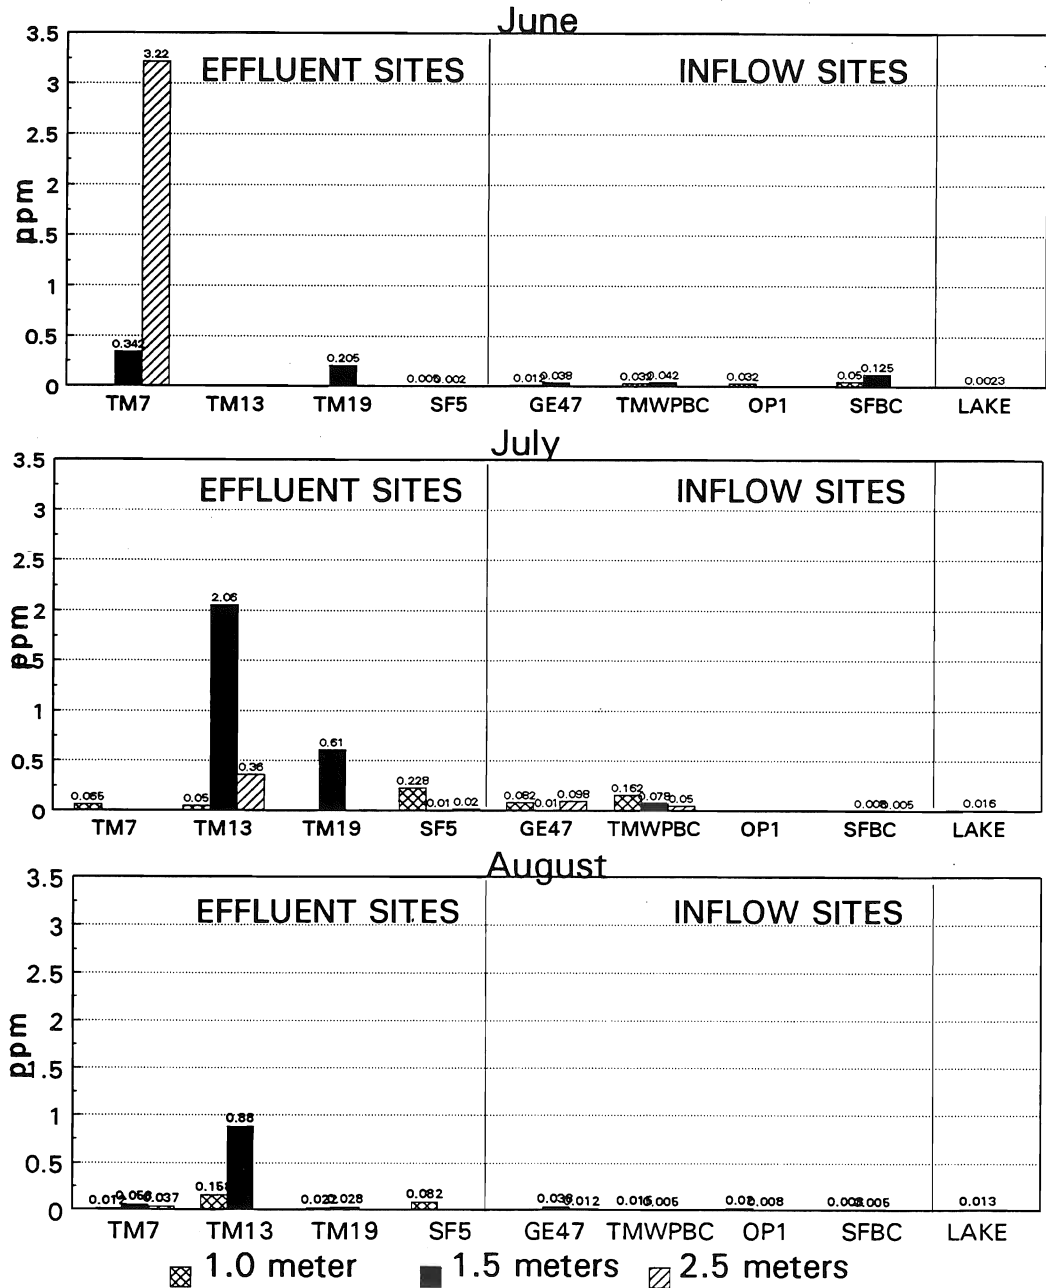 June
3.5
3.22
EFFLUENT SITES INFLOW SITES
3
2.5
2
ppm
1.5
1
0.5
0.342
0.205
0.002 0.038 0.042 0.032 0.05 0.125 0.0023
0
TM7 TM13 TM19 SF5 GE47 TMWPBC OP1 SFBC LAKE
July
3.5
EFFLUENT SITES INFLOW SITES
3
2.5
2.06
2
ppm
1
0.61
0.5
0.36
0.065 0.05 0.228 0.01 0.02 0.082 0.01 0.098 0.162 0.078 0.05 0.005 0.016
0
TM7 TM13 TM19 SF5 GE47 TMWPBC OP1 SFBC LAKE
August
3.5
EFFLUENT SITES INFLOW SITES
3
2.5
2
ppm
1.5
1
0.88
0.5
0.037 0.028 0.082 0.012 0.005 0.008 0.005 0.013
0
TM7 TM13 TM19 SF5 GE47 TMWPBC OP1 SFBC LAKE
1.0 meter 1.5 meters 2.5 meters